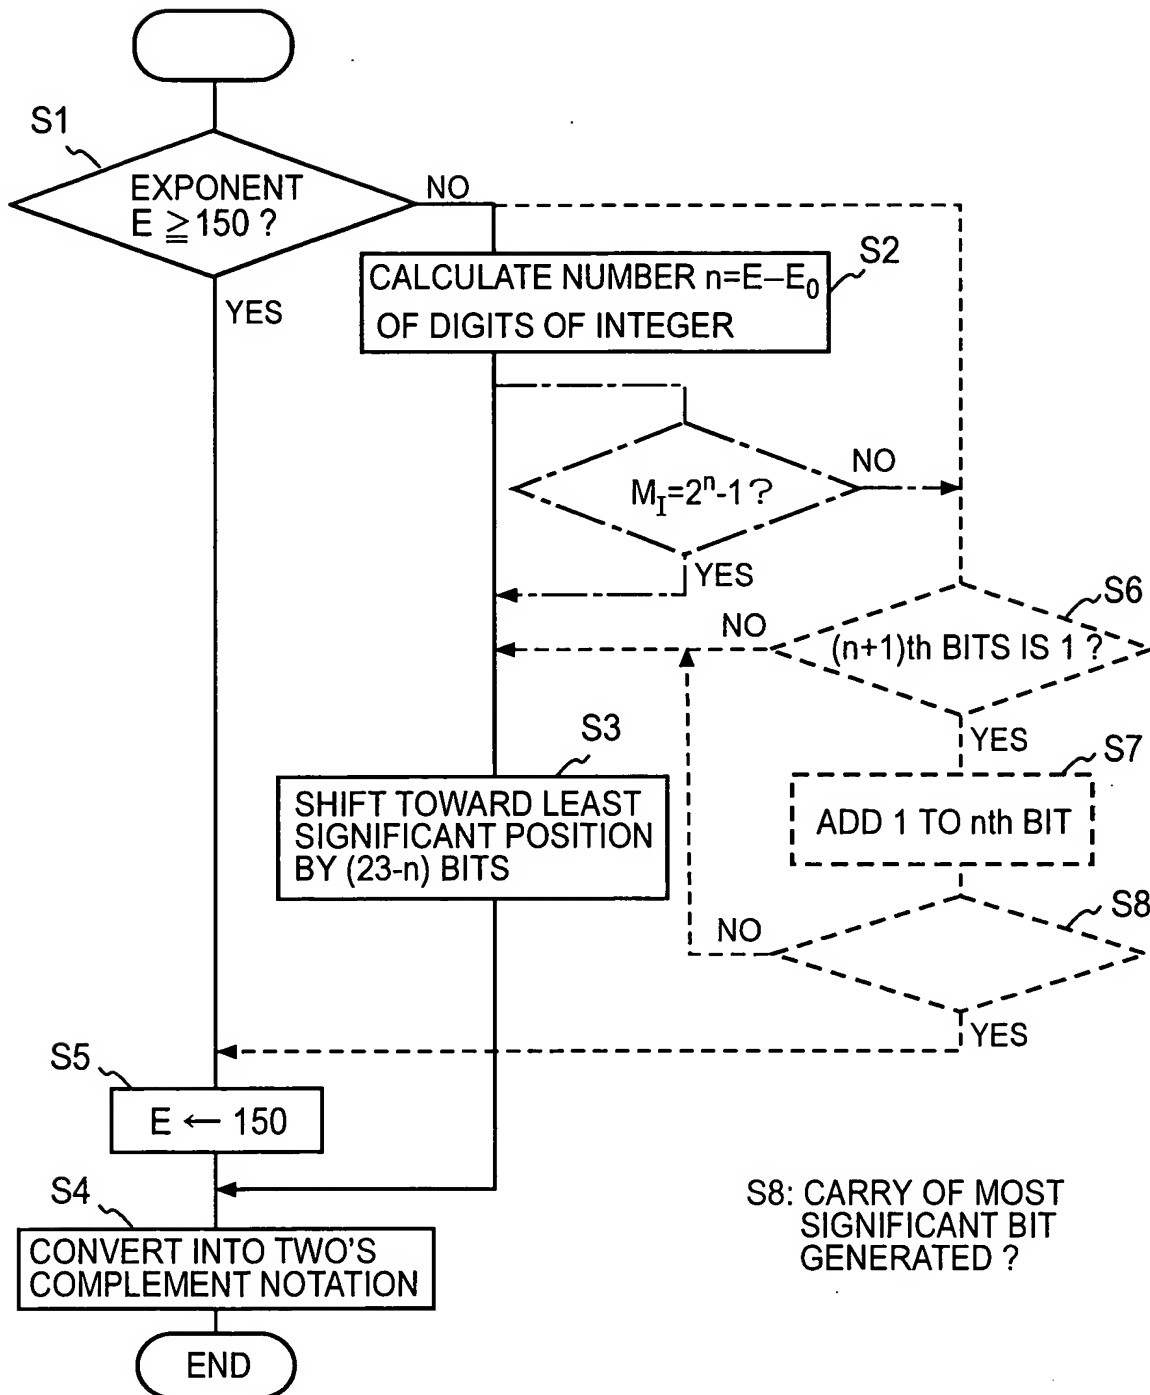 S1
EXPONENT
E ≧ 150 ?
NO
YES
S2
CALCULATE NUMBER n=E–E₀
OF DIGITS OF INTEGER
M_I=2ⁿ-1 ?
NO
YES
S6
(n+1)th BITS IS 1 ?
NO
YES
S3
SHIFT TOWARD LEAST
SIGNIFICANT POSITION
BY (23-n) BITS
S7
ADD 1 TO nth BIT
S8
NO
YES
S5
E ← 150
S4
CONVERT INTO TWO'S
COMPLEMENT NOTATION
END
S8: CARRY OF MOST
SIGNIFICANT BIT
GENERATED ?